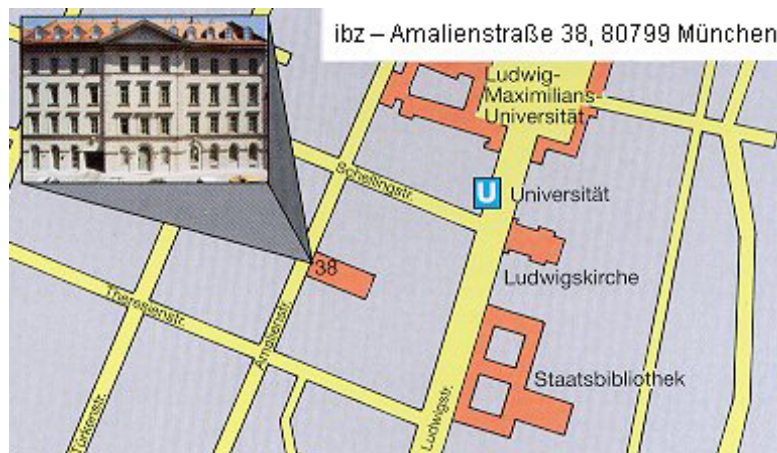 ibz – Amalienstraße 38, 80799 München
Ludwig-
Maximilians-
Universität
Schellingstr.
U Universität
38
Ludwigskirche
Theresienstr.
Amalienstr.
Staatsbibliothek
Türkenstr.
Ludwigstr.